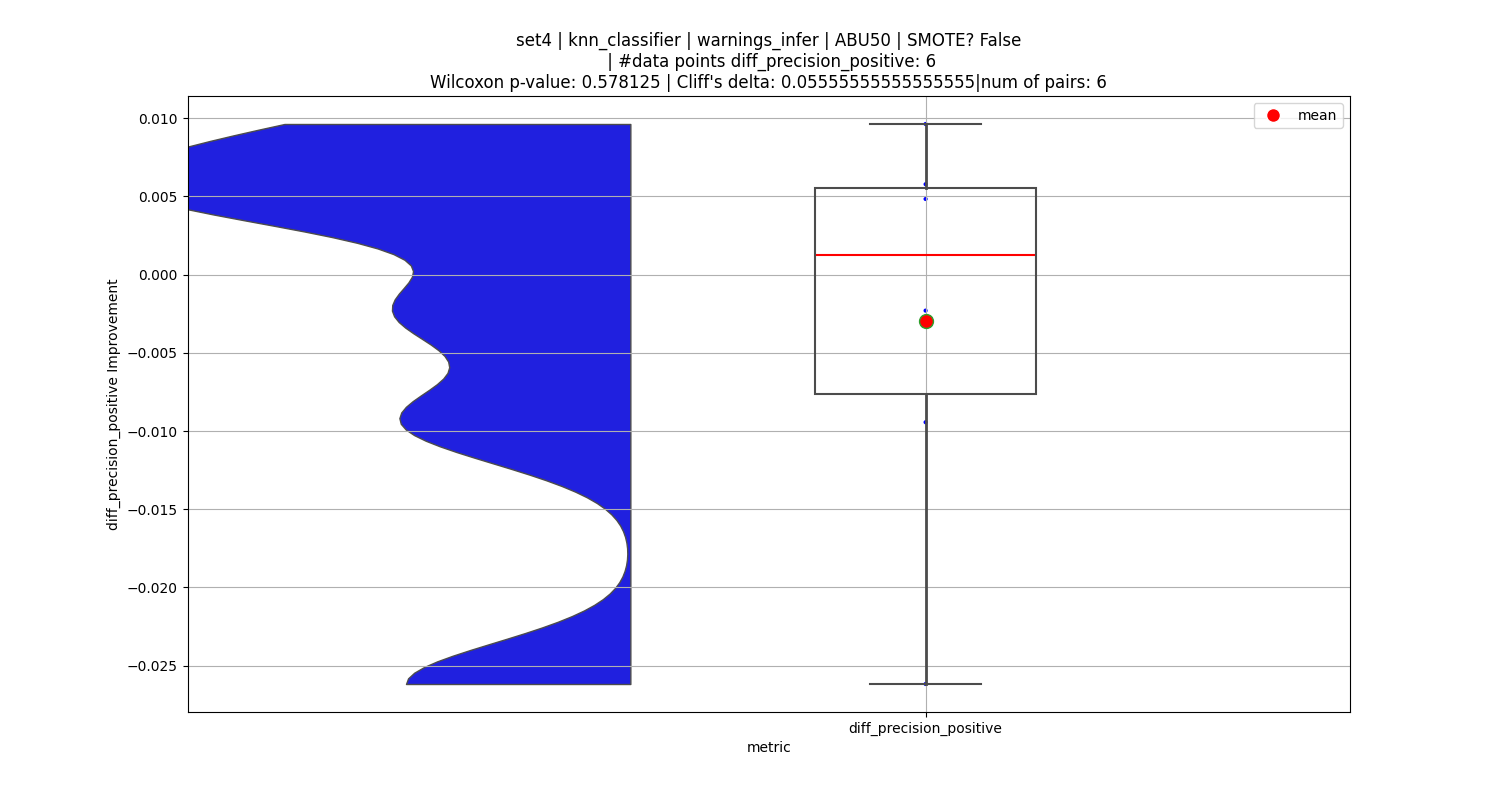 set4 | knn_classifier | warnings_infer | ABU50 | SMOTE? False
| #data points diff_precision_positive: 6
Wilcoxon p-value: 0.578125 | Cliff's delta: 0.05555555555555555|num of pairs: 6
mean
0.010
0.005
0.000
−0.005
−0.010
−0.015
−0.020
−0.025
diff_precision_positive Improvement
diff_precision_positive
metric